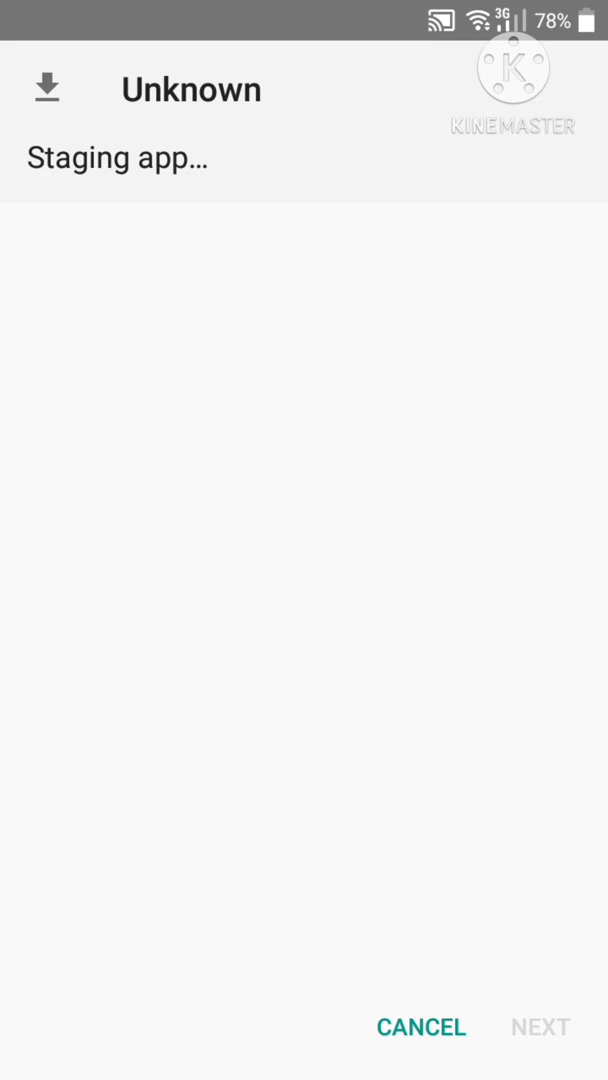 3G
78%
Unknown
K
KINEMASTER
Staging app...
CANCEL
NEXT